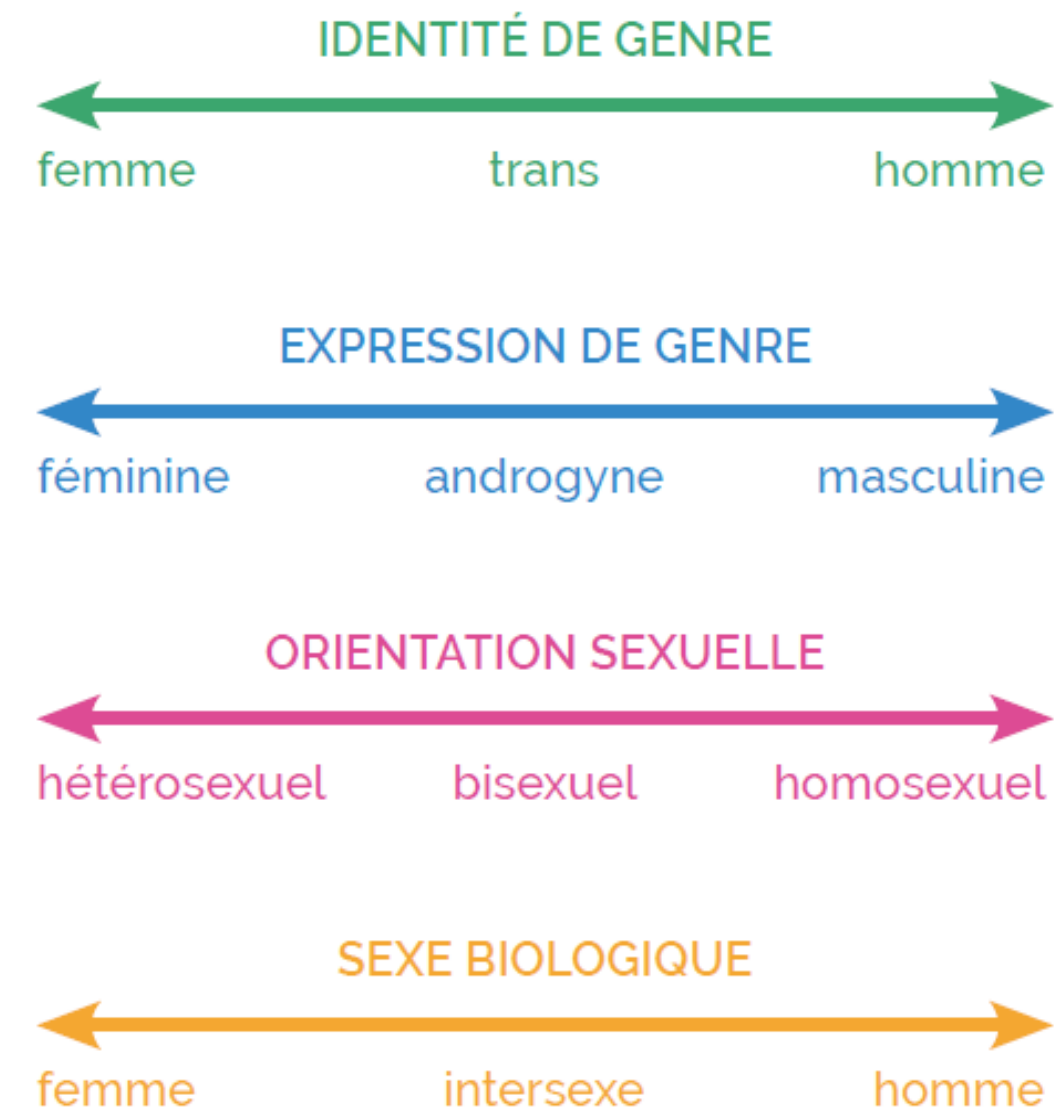 IDENTITÉ DE GENRE
femme trans homme
EXPRESSION DE GENRE
féminine androgyne masculine
ORIENTATION SEXUELLE
hétérosexuel bisexuel homosexuel
SEXE BIOLOGIQUE
femme intersexe homme